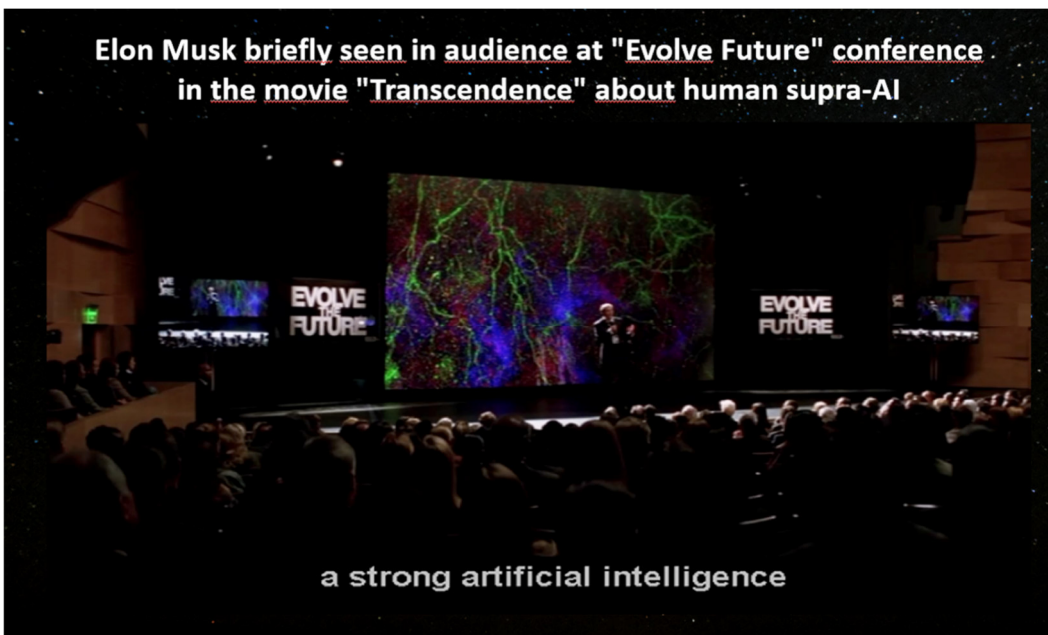 Elon Musk briefly seen in audience at "Evolve Future" conference
in the movie "Transcendence" about human supra-AI
EVOLVE
THE
FUTURE
EVOLVE
THE
FUTURE
a strong artificial intelligence